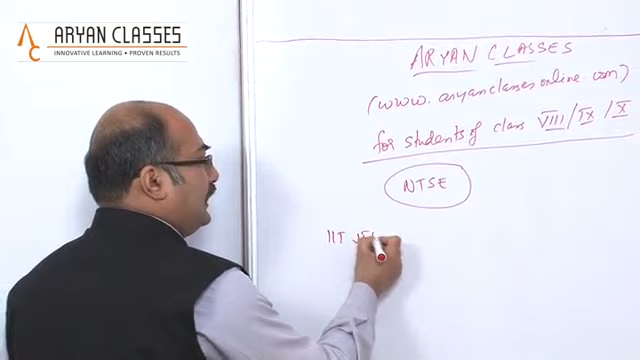 ARYAN CLASSES
INNOVATIVE LEARNING • PROVEN RESULTS
ARYAN CLASSES
(www.aryanclassesonline.com)
for students of class VIII/IX/X
NTSE
IIT